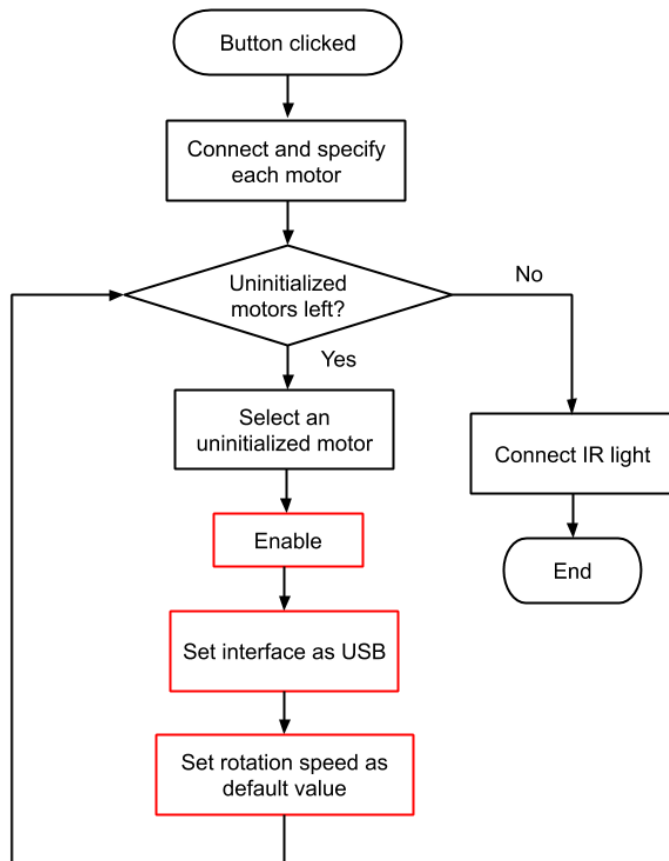 Button clicked
Connect and specify
each motor
Uninitialized
motors left?
No
Yes
Select an
uninitialized motor
Connect IR light
Enable
End
Set interface as USB
Set rotation speed as
default value